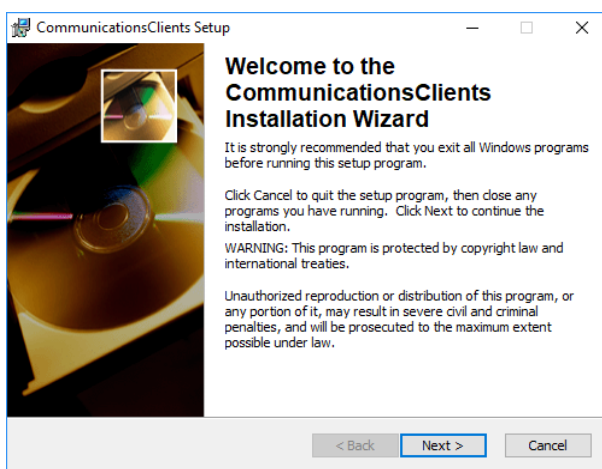 CommunicationsClients Setup
Welcome to the
CommunicationsClients
Installation Wizard
It is strongly recommended that you exit all Windows programs
before running this setup program.
Click Cancel to quit the setup program, then close any
programs you have running.  Click Next to continue the
installation.
WARNING: This program is protected by copyright law and
international treaties.
Unauthorized reproduction or distribution of this program, or
any portion of it, may result in severe civil and criminal
penalties, and will be prosecuted to the maximum extent
possible under law.
< Back Next > Cancel